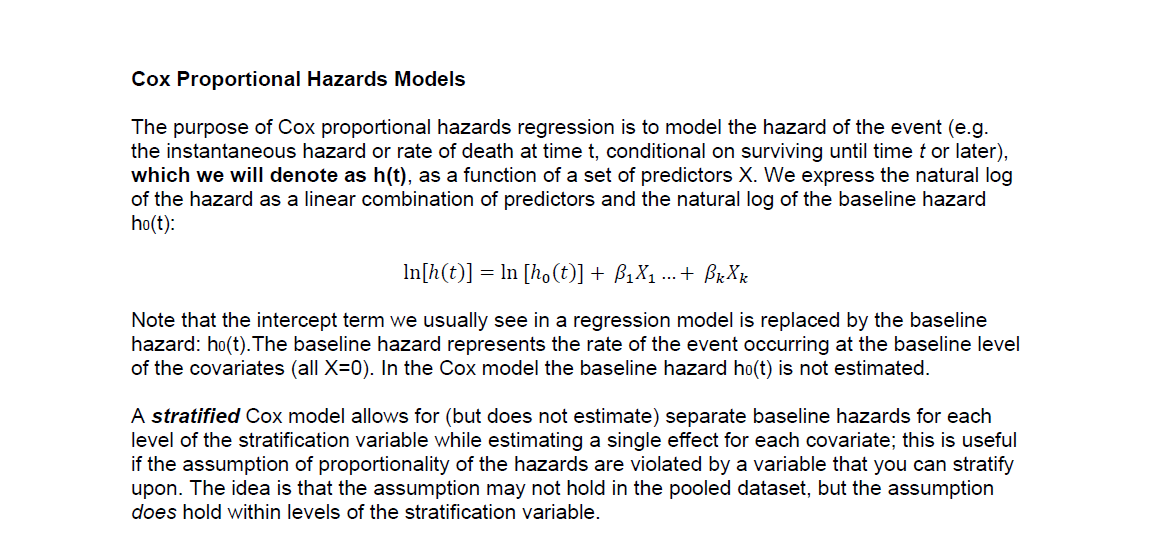 Cox Proportional Hazards Models
The purpose of Cox proportional hazards regression is to model the hazard of the event (e.g.
the instantaneous hazard or rate of death at time t, conditional on surviving until time t or later),
which we will denote as h(t), as a function of a set of predictors X. We express the natural log
of the hazard as a linear combination of predictors and the natural log of the baseline hazard
h₀(t):
ln[h(t)] = ln [hₒ(t)] + β₁X₁ …+ βₖXₖ
Note that the intercept term we usually see in a regression model is replaced by the baseline
hazard: h₀(t).The baseline hazard represents the rate of the event occurring at the baseline level
of the covariates (all X=0). In the Cox model the baseline hazard h₀(t) is not estimated.
A stratified Cox model allows for (but does not estimate) separate baseline hazards for each
level of the stratification variable while estimating a single effect for each covariate; this is useful
if the assumption of proportionality of the hazards are violated by a variable that you can stratify
upon. The idea is that the assumption may not hold in the pooled dataset, but the assumption
does hold within levels of the stratification variable.